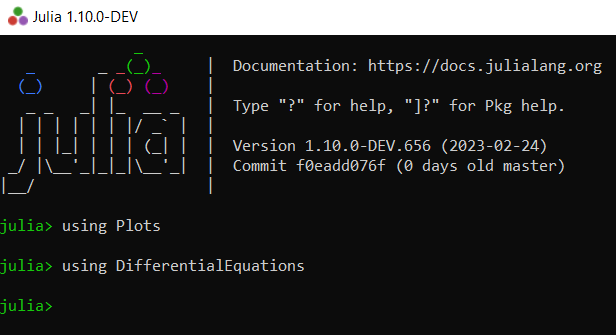 Julia 1.10.0-DEV
Documentation: https://docs.julialang.org
Type "?" for help, "]?" for Pkg help.
Version 1.10.0-DEV.656 (2023-02-24)
Commit f0eadd076f (0 days old master)
julia> using Plots
julia> using DifferentialEquations
julia>